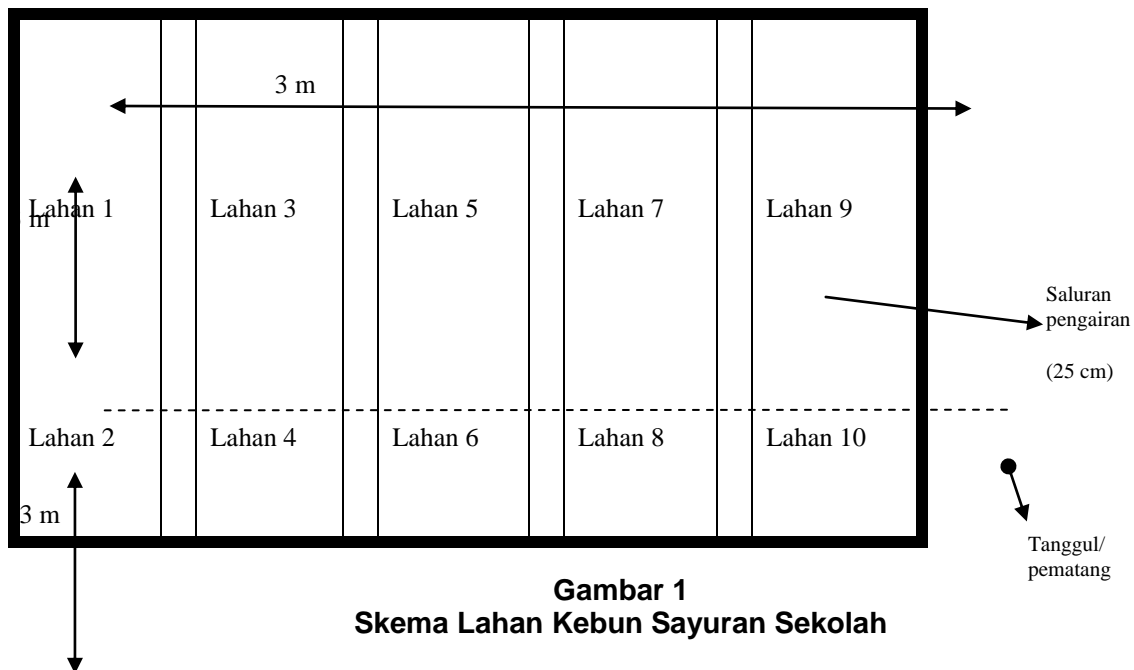 3 m
Lahan 1
m
Lahan 3
Lahan 5
Lahan 7
Lahan 9
Saluran
pengairan
(25 cm)
Lahan 2
Lahan 4
Lahan 6
Lahan 8
Lahan 10
3 m
Tanggul/
pematang
Gambar 1
Skema Lahan Kebun Sayuran Sekolah